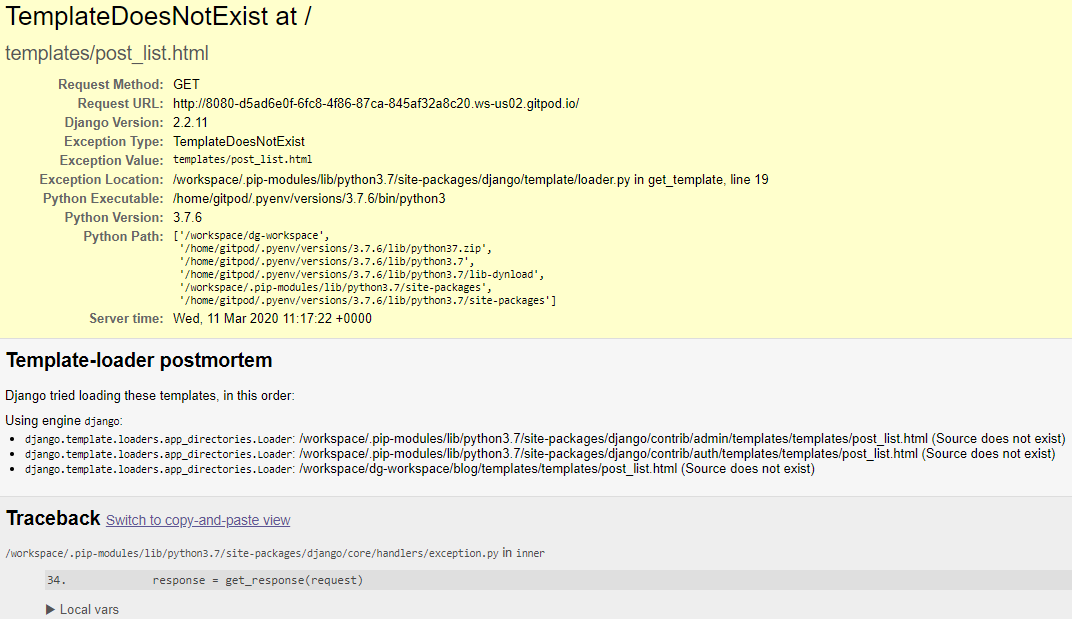 TemplateDoesNotExist at /
templates/post_list.html
Request Method: GET
Request URL: http://8080-d5ad6e0f-6fc8-4f86-87ca-845af32a8c20.ws-us02.gitpod.io/
Django Version: 2.2.11
Exception Type: TemplateDoesNotExist
Exception Value: templates/post_list.html
Exception Location: /workspace/.pip-modules/lib/python3.7/site-packages/django/template/loader.py in get_template, line 19
Python Executable: /home/gitpod/.pyenv/versions/3.7.6/bin/python3
Python Version: 3.7.6
Python Path: ['/workspace/dg-workspace',
'/home/gitpod/.pyenv/versions/3.7.6/lib/python37.zip',
'/home/gitpod/.pyenv/versions/3.7.6/lib/python3.7',
'/home/gitpod/.pyenv/versions/3.7.6/lib/python3.7/lib-dynload',
'/workspace/.pip-modules/lib/python3.7/site-packages',
'/home/gitpod/.pyenv/versions/3.7.6/lib/python3.7/site-packages']
Server time: Wed, 11 Mar 2020 11:17:22 +0000
Template-loader postmortem
Django tried loading these templates, in this order:
Using engine django:
• django.template.loaders.app_directories.Loader: /workspace/.pip-modules/lib/python3.7/site-packages/django/contrib/admin/templates/templates/post_list.html (Source does not exist)
• django.template.loaders.app_directories.Loader: /workspace/.pip-modules/lib/python3.7/site-packages/django/contrib/auth/templates/templates/post_list.html (Source does not exist)
• django.template.loaders.app_directories.Loader: /workspace/dg-workspace/blog/templates/templates/post_list.html (Source does not exist)
Traceback Switch to copy-and-paste view
/workspace/.pip-modules/lib/python3.7/site-packages/django/core/handlers/exception.py in inner
34. response = get_response(request)
▶ Local vars